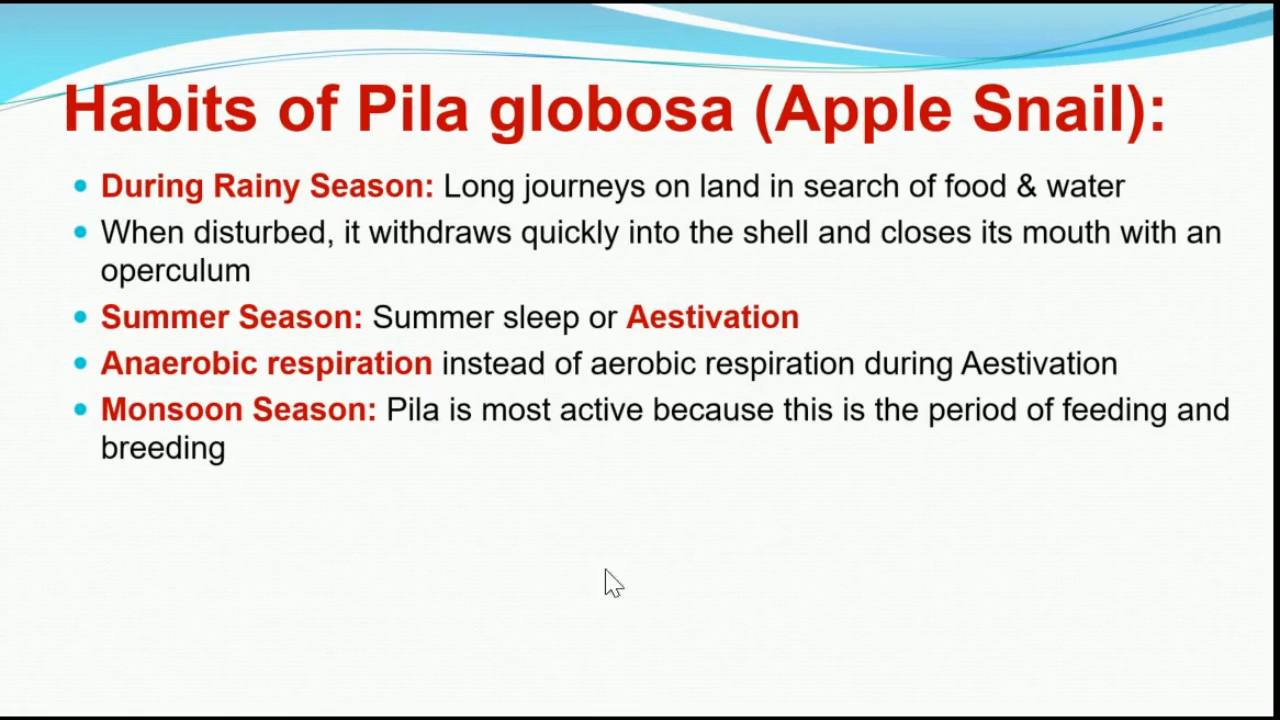 Habits of Pila globosa (Apple Snail):
• During Rainy Season: Long journeys on land in search of food & water
• When disturbed, it withdraws quickly into the shell and closes its mouth with an
operculum
• Summer Season: Summer sleep or Aestivation
• Anaerobic respiration instead of aerobic respiration during Aestivation
• Monsoon Season: Pila is most active because this is the period of feeding and
breeding